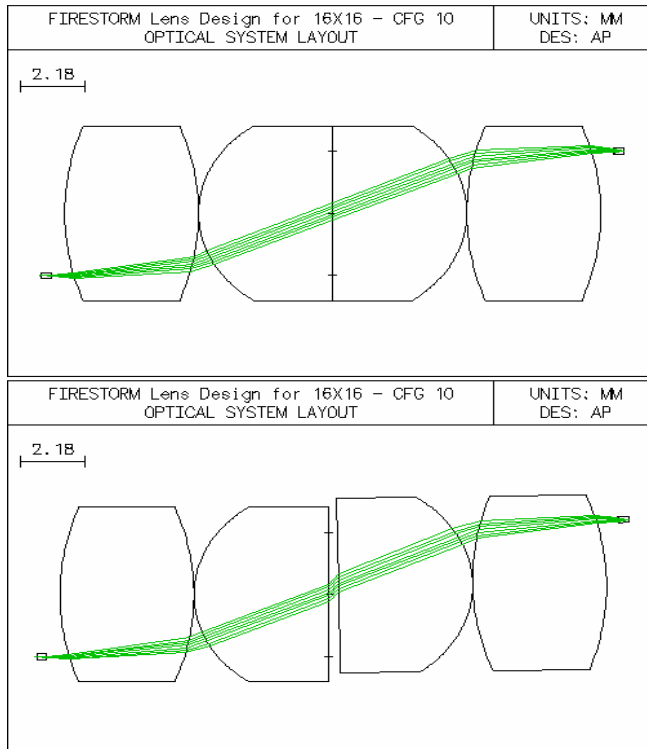 FIRESTORM Lens Design for 16X16 - CFG 10
OPTICAL SYSTEM LAYOUT
UNITS: MM
DES: AP
2.18
FIRESTORM Lens Design for 16X16 - CFG 10
OPTICAL SYSTEM LAYOUT
UNITS: MM
DES: AP
2.18